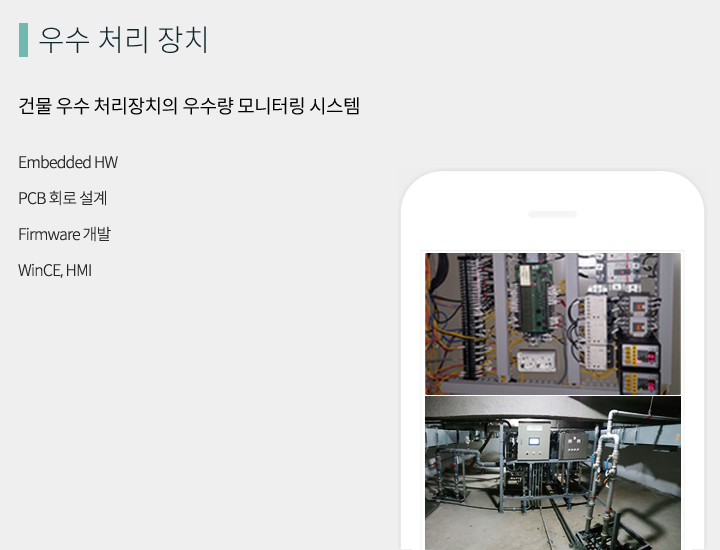 우수 처리 장치
건물 우수 처리장치의 우수량 모니터링 시스템
Embedded HW
PCB 회로 설계
Firmware 개발
WinCE, HMI